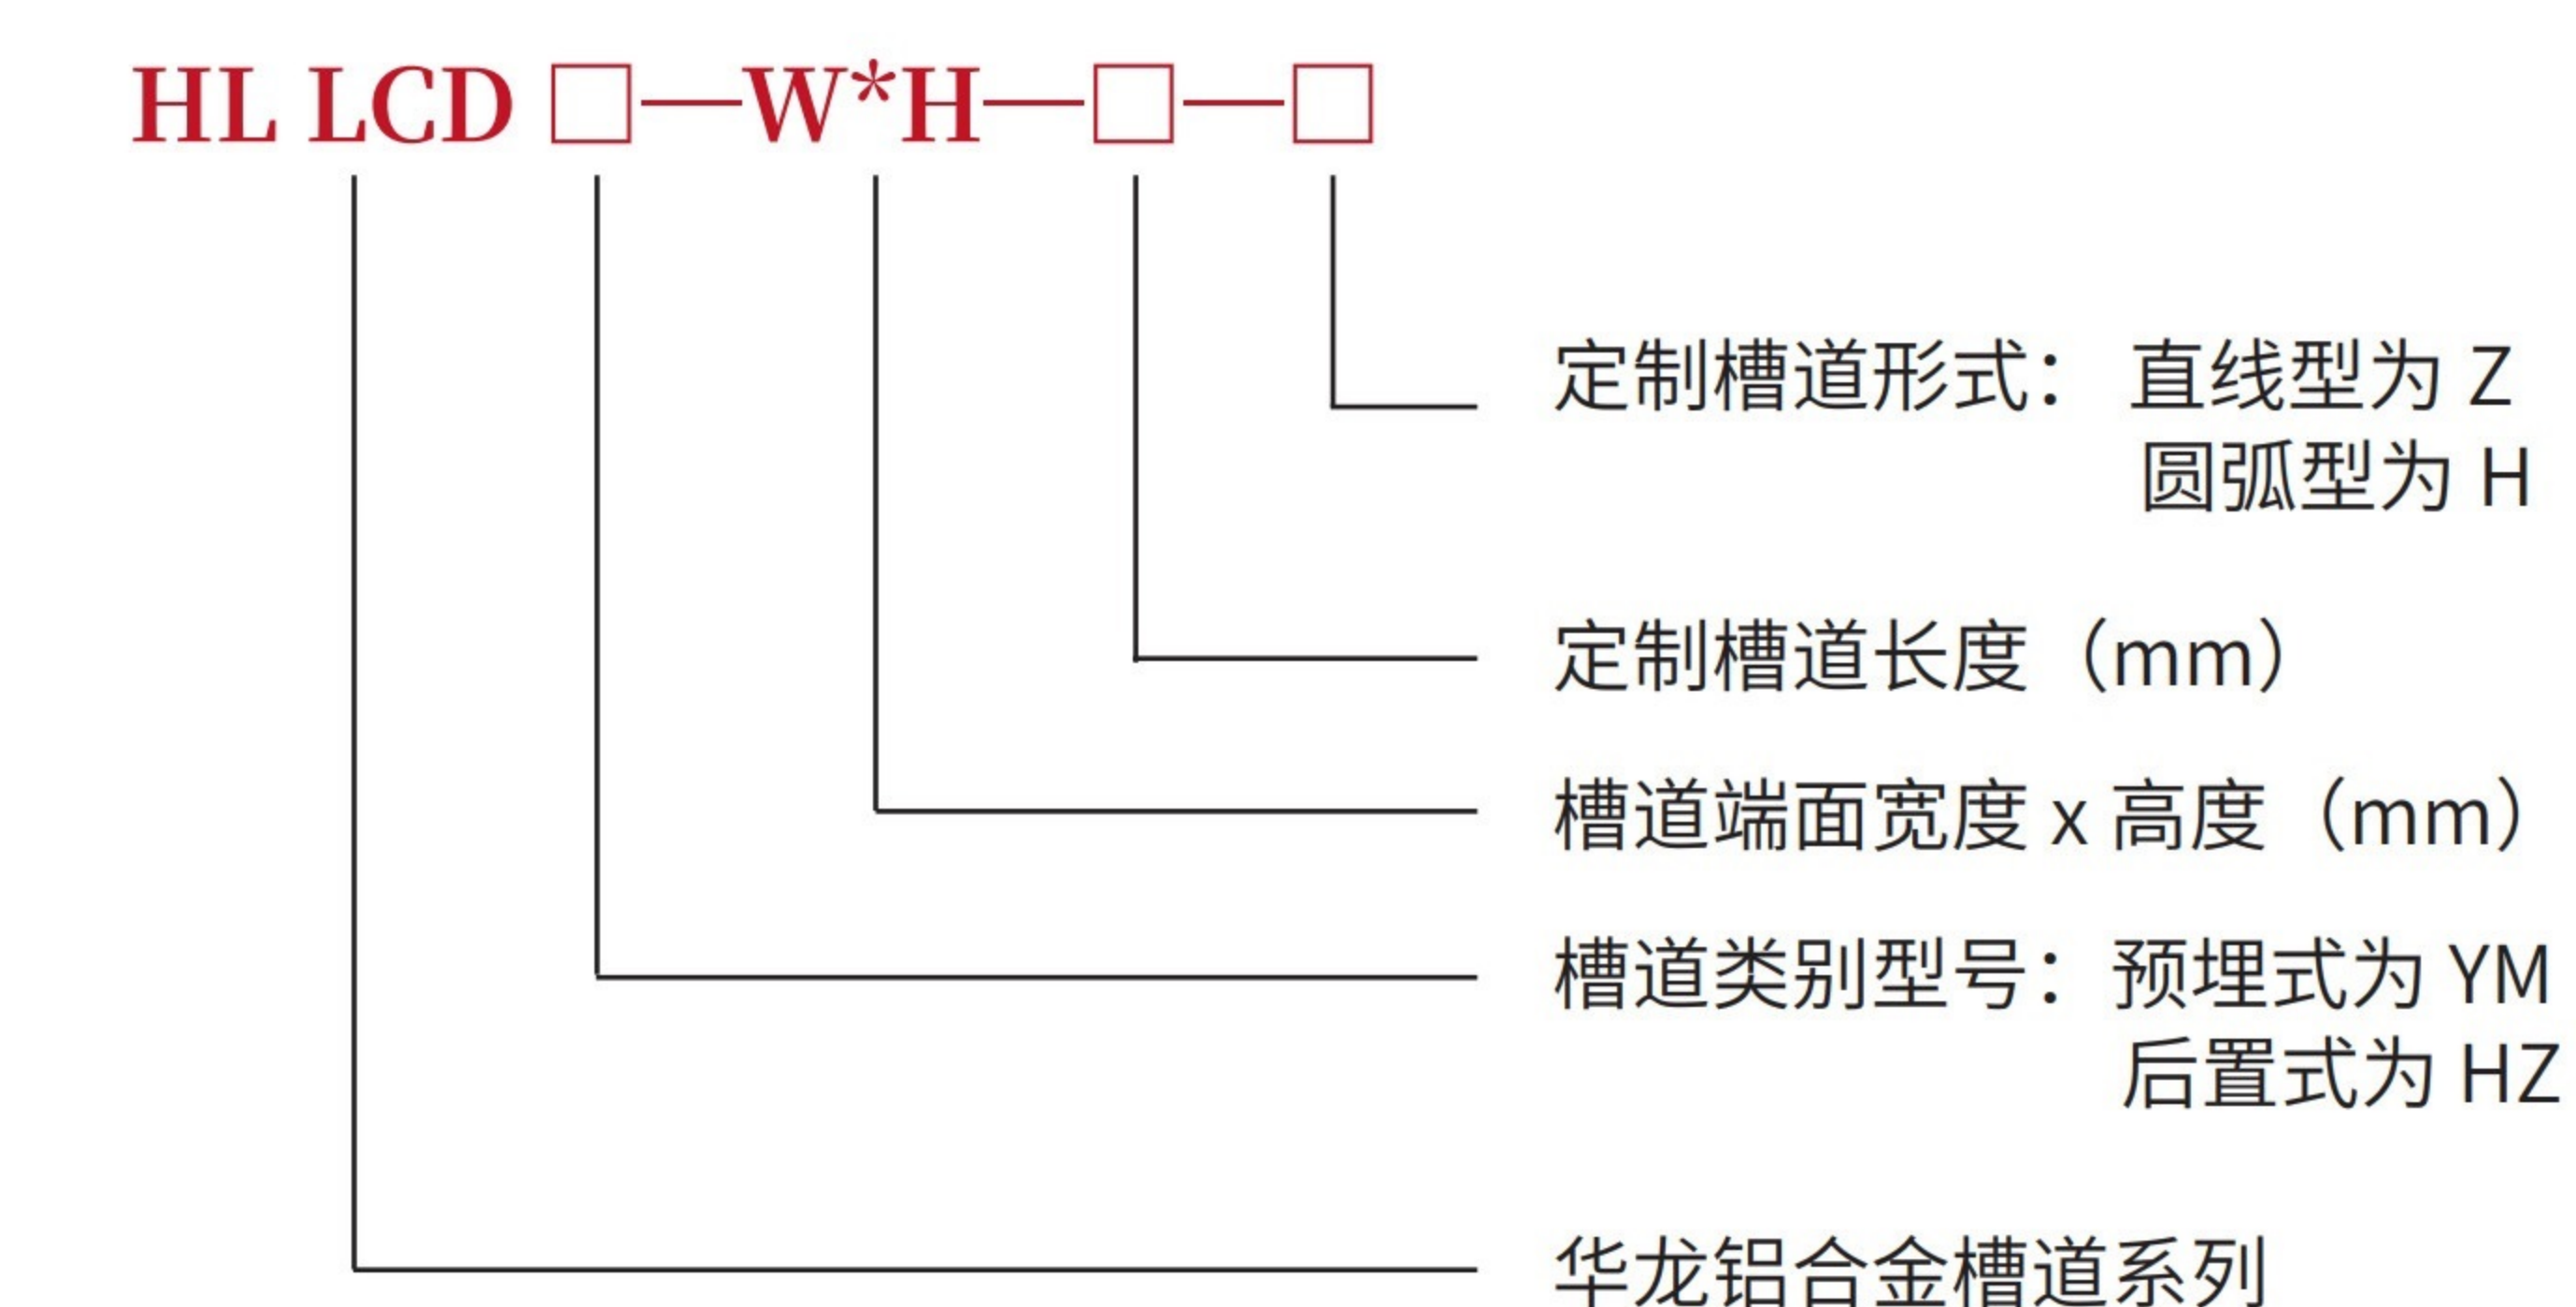 HL LCD □—W*H—□—□
定制槽道形式： 直线型为 Z
圆弧型为 H
定制槽道长度（mm）
槽道端面宽度 x 高度（mm）
槽道类别型号：预埋式为 YM
后置式为 HZ
华龙铝合金槽道系列